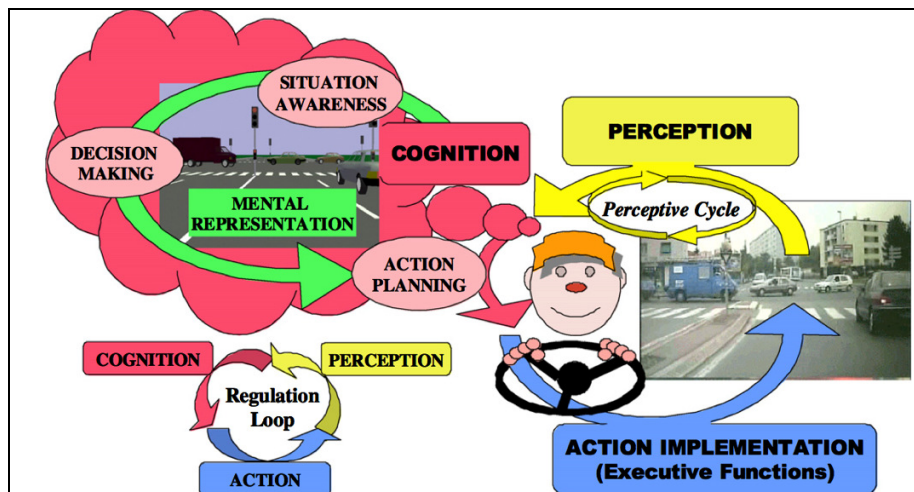 SITUATION
AWARENESS
DECISION
MAKING
COGNITION
PERCEPTION
MENTAL
REPRESENTATION
Perceptive Cycle
ACTION
PLANNING
COGNITION
PERCEPTION
Regulation
Loop
ACTION
ACTION IMPLEMENTATION
(Executive Functions)